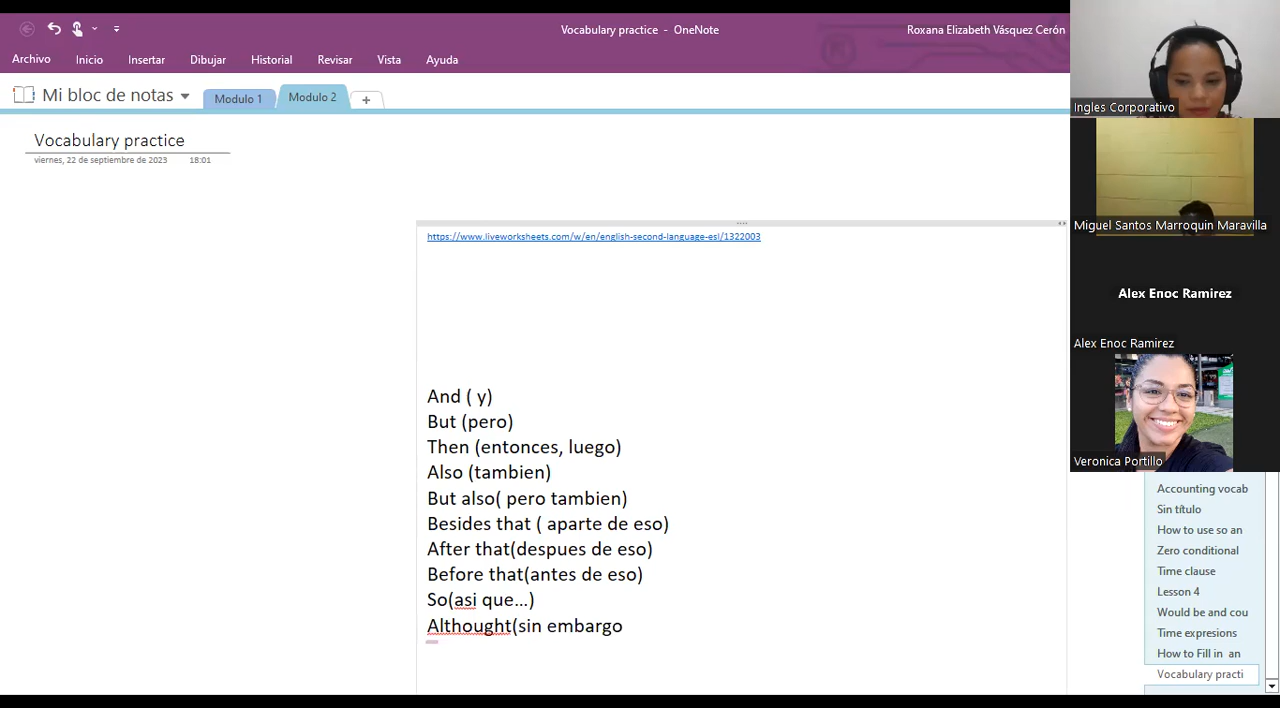 Vocabulary practice - OneNote
Roxana Elizabeth Vásquez Cerón
Archivo Inicio Insertar Dibujar Historial Revisar Vista Ayuda
Mi bloc de notas
Modulo 1
Modulo 2
Vocabulary practice
viernes, 22 de septiembre de 2023 18:01
https://www.liveworksheets.com/w/en/english-second-language-esl/1322003
And ( y)
But (pero)
Then (entonces, luego)
Also (tambien)
But also( pero tambien)
Besides that ( aparte de eso)
After that(despues de eso)
Before that(antes de eso)
So(asi que...)
Althought(sin embargo
Ingles Corporativo
Miguel Santos Marroquin Maravilla
Alex Enoc Ramirez
Alex Enoc Ramirez
Veronica Portillo
Accounting vocab
Sin título
How to use so an
Zero conditional
Time clause
Lesson 4
Would be and cou
Time expresions
How to Fill in an
Vocabulary practi